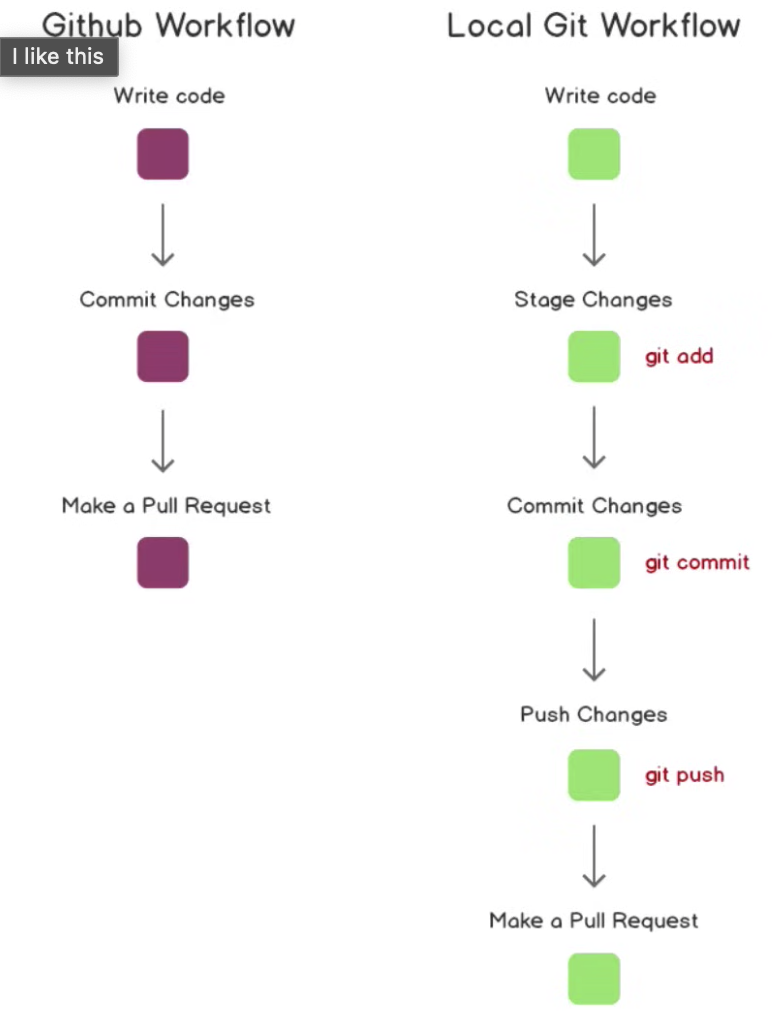 Github Workflow
I like this
Write code
Commit Changes
Make a Pull Request
Local Git Workflow
Write code
Stage Changes
git add
Commit Changes
git commit
Push Changes
git push
Make a Pull Request